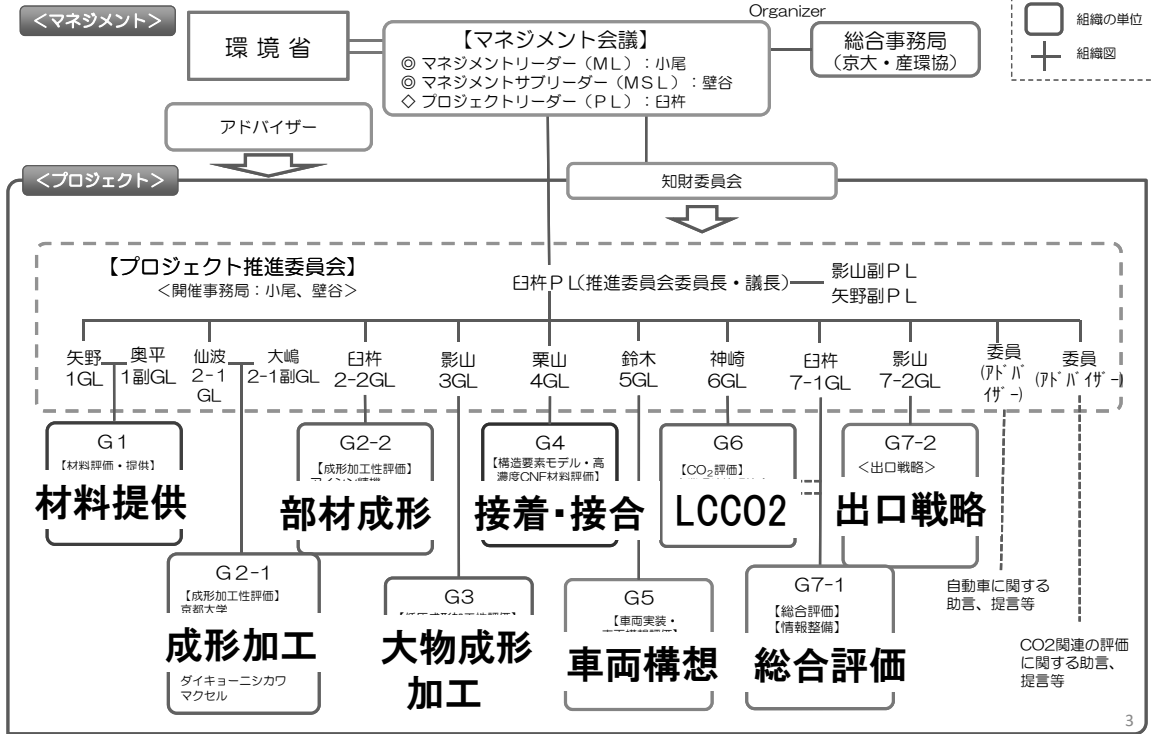 <マネジメント>
環境省
【マネジメント会議】
◎ マネジメントリーダー（ML）：小尾
◎ マネジメントサブリーダー（MSL）：壁谷
◇ プロジェクトリーダー（PL）：臼杵
Organizer
総合事務局
（京大・産環協）
組織の単位
組織図
アドバイザー
<プロジェクト>
知財委員会
【プロジェクト推進委員会】
<開催事務局：小尾、壁谷>
臼杵PL(推進委員会委員長・議長)
影山副PL
矢野副PL
矢野
1GL
奥平
1副GL
仙波
2-1
GL
大嶋
2-1副GL
臼杵
2-2GL
影山
3GL
栗山
4GL
鈴木
5GL
神崎
6GL
臼杵
7-1GL
影山
7-2GL
委員
(ｱﾄﾞﾊﾞ
ｲｻﾞｰ)
委員
(ｱﾄﾞﾊﾞｲｻﾞｰ)
G1
【材料評価・提供】
材料提供
G2-2
【成形加工性評価】
部材成形
G4
【構造要素モデル・高
濃度CNF材料評価】
接着・接合
G6
【CO₂評価】
LCCO2
G7-2
<出口戦略>
出口戦略
G2-1
【成形加工性評価】
京都大学
成形加工
ダイキョーニシカワ
マクセル
G3
大物成形
加工
G5
【車両実装・
車両構想
G7-1
【総合評価】
【情報整備】
総合評価
自動車に関する
助言、提言等
CO2関連の評価
に関する助言、
提言等
3